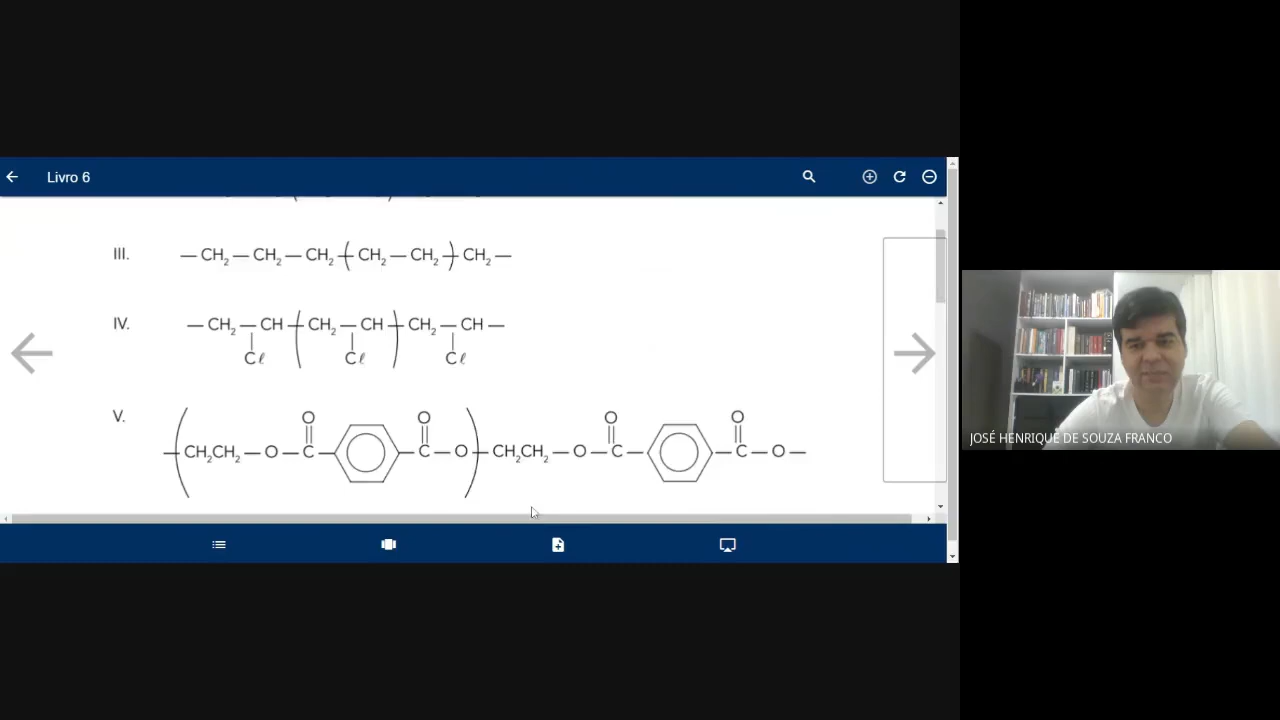 Livro 6
III. — CH₂ — CH₂ — CH₂ —( CH₂ — CH₂ )— CH₂ —
IV. — CH₂ — CH —( CH₂ — CH )— CH₂ — CH —
Cℓ Cℓ Cℓ
O O O O
V. —( CH₂CH₂ — O — C — — C — O )— CH₂CH₂ — O — C — — C — O —
JOSÉ HENRIQUE DE SOUZA FRANCO